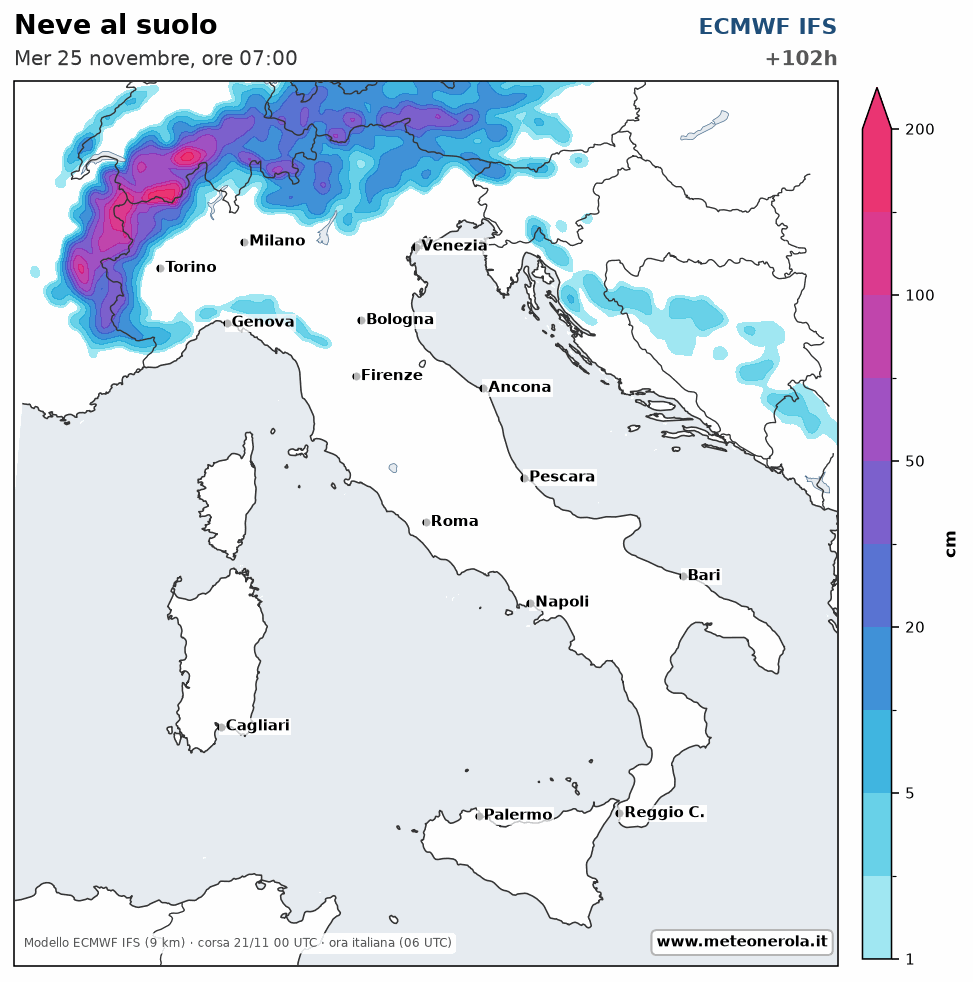 Neve al suolo
ECMWF IFS
Mer 25 novembre, ore 07:00
+102h
200
100
50
20
5
1
cm
Milano
Venezia
Torino
Genova
Bologna
Firenze
Ancona
Pescara
Roma
Bari
Napoli
Cagliari
Palermo
Reggio C.
Modello ECMWF IFS (9 km) · corsa 21/11 00 UTC · ora italiana (06 UTC)
www.meteonerola.it